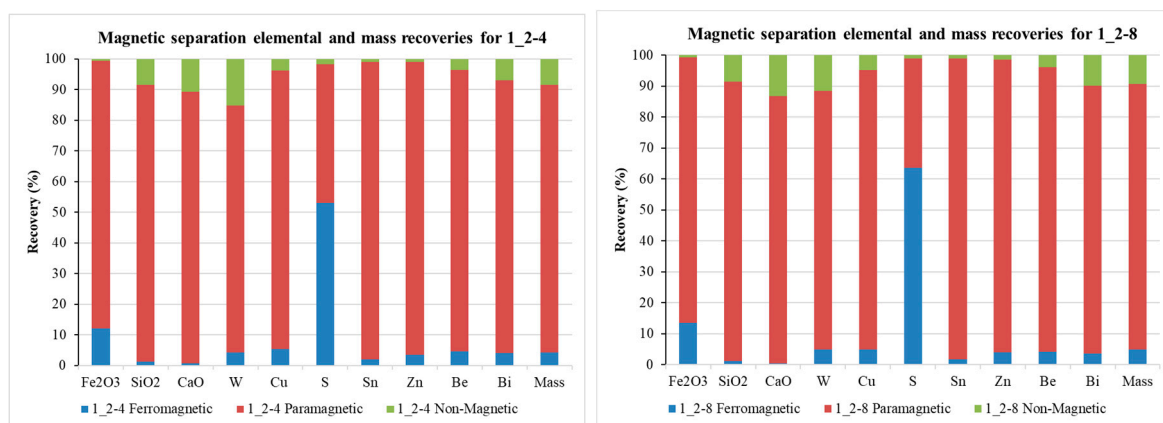 Magnetic separation elemental and mass recoveries for 1_2-4
Recovery (%)
100
90
80
70
60
50
40
30
20
10
0
Fe2O3 SiO2 CaO W Cu S Sn Zn Be Bi Mass
1_2-4 Ferromagnetic 1_2-4 Paramagnetic 1_2-4 Non-Magnetic
Magnetic separation elemental and mass recoveries for 1_2-8
Recovery (%)
100
90
80
70
60
50
40
30
20
10
0
Fe2O3 SiO2 CaO W Cu S Sn Zn Be Bi Mass
1_2-8 Ferromagnetic 1_2-8 Paramagnetic 1_2-8 Non-Magnetic